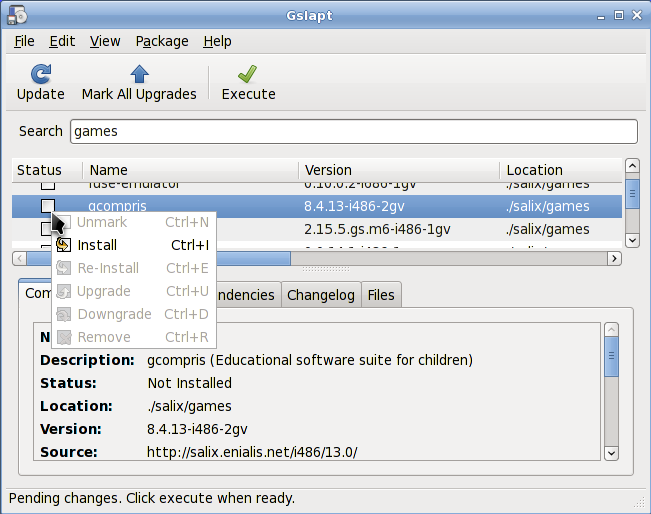 Gslapt
File Edit View Package Help
Update Mark All Upgrades Execute
Search games
Status Name Version Location
fuse-emulator 0.10.0.2-i686-1gv ./salix/games
gcompris 8.4.13-i486-2gv ./salix/games
2.15.5.gs.m6-i486-1gv ./salix/games
Unmark Ctrl+N
Install Ctrl+I
Re-Install Ctrl+E
Upgrade Ctrl+U
Downgrade Ctrl+D
Remove Ctrl+R
Com ndencies Changelog Files
N
Description: gcompris (Educational software suite for children)
Status: Not Installed
Location: ./salix/games
Version: 8.4.13-i486-2gv
Source: http://salix.enialis.net/i486/13.0/
Pending changes. Click execute when ready.